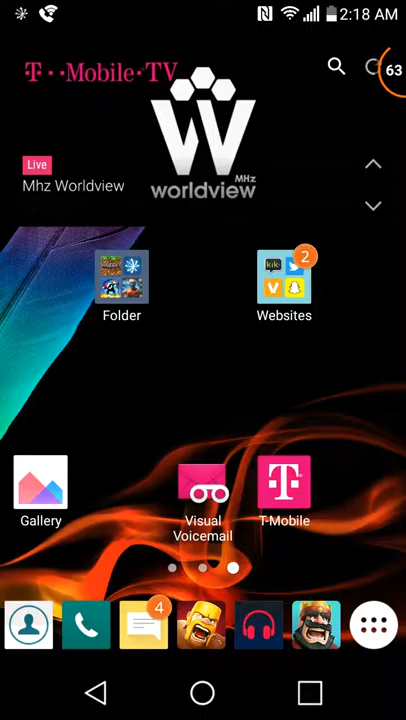 2:18 AM
T··Mobile·TV
63
W
MHz
worldview
Live
Mhz Worldview
2
kik
Folder
Websites
T
Gallery
Visual
Voicemail
T-Mobile
4